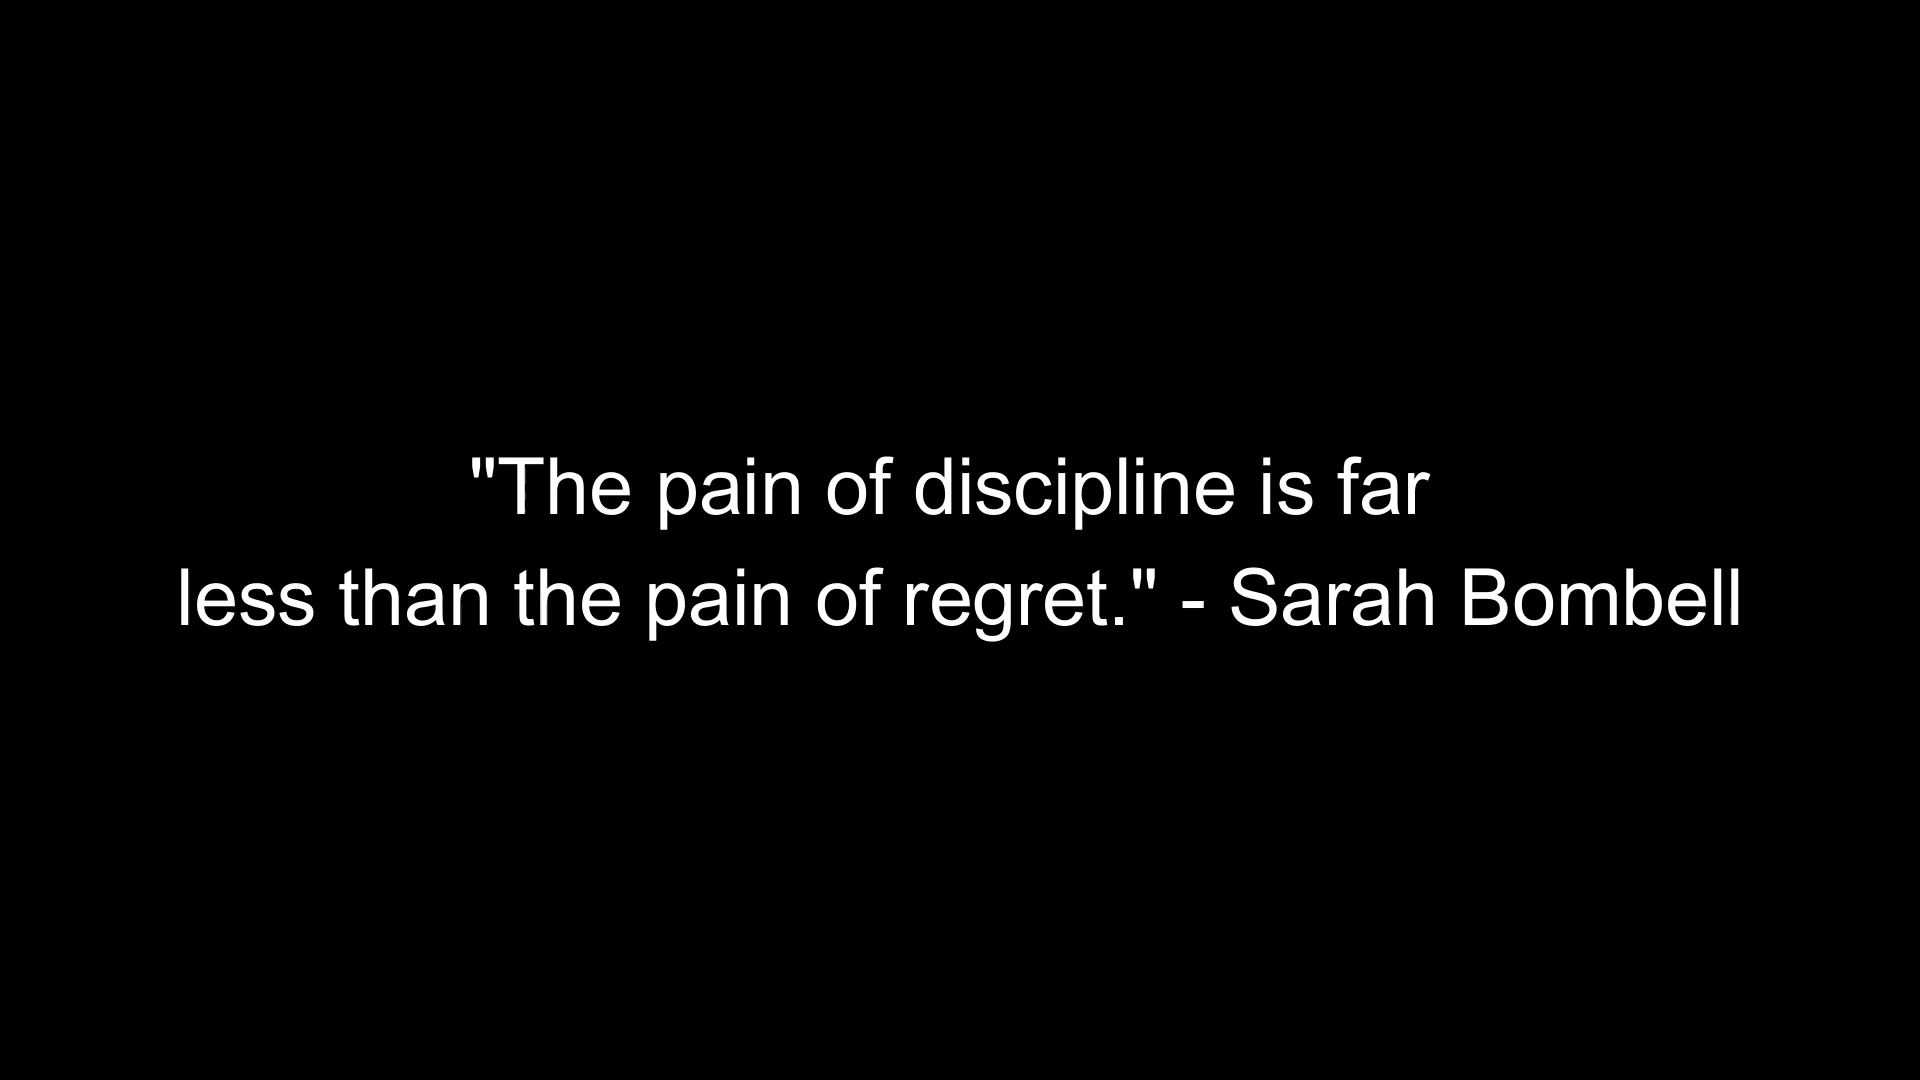 "The pain of discipline is far
less than the pain of regret." - Sarah Bombell